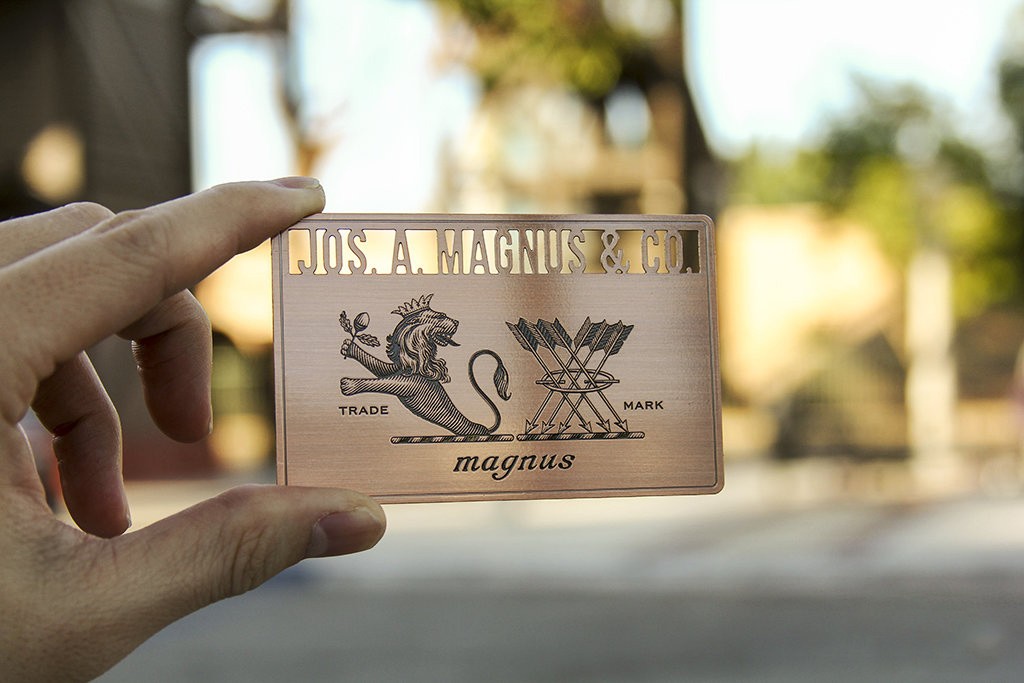 JOS. A. MAGNUS & CO.
TRADE MARK
magnus